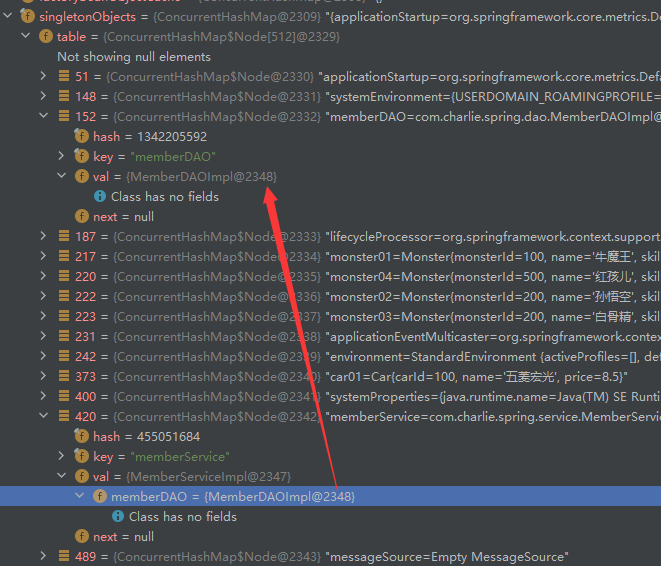 singletonObjects = {ConcurrentHashMap@2309} "{applicationStartup=org.springframework.core.metrics.D
table = {ConcurrentHashMap$Node[512]@2329}
Not showing null elements
51 = {ConcurrentHashMap$Node@2330} "applicationStartup=org.springframework.core.metrics.Defa
148 = {ConcurrentHashMap$Node@2331} "systemEnvironment={USERDOMAIN_ROAMINGPROFILE=
152 = {ConcurrentHashMap$Node@2332} "memberDAO=com.charlie.spring.dao.MemberDAOImpl@
hash = 1342205592
key = "memberDAO"
val = {MemberDAOImpl@2348}
Class has no fields
next = null
187 = {ConcurrentHashMap$Node@2333} "lifecycleProcessor=org.springframework.context.support
217 = {ConcurrentHashMap$Node@2334} "monster01=Monster{monsterId=100, name='牛魔王', skil
220 = {ConcurrentHashMap$Node@2335} "monster04=Monster{monsterId=500, name='红孩儿', skil
222 = {ConcurrentHashMap$Node@2336} "monster02=Monster{monsterId=200, name='孙悟空', skil
223 = {ConcurrentHashMap$Node@2337} "monster03=Monster{monsterId=200, name='白骨精', skil
231 = {ConcurrentHashMap$Node@2338} "applicationEventMulticaster=org.springframework.contex
242 = {ConcurrentHashMap$Node@2339} "environment=StandardEnvironment {activeProfiles=[], def
373 = {ConcurrentHashMap$Node@2340} "car01=Car{carId=100, name='五菱宏光', price=8.5}"
400 = {ConcurrentHashMap$Node@2341} "systemProperties={java.runtime.name=Java(TM) SE Runti
420 = {ConcurrentHashMap$Node@2342} "memberService=com.charlie.spring.service.MemberServic
hash = 455051684
key = "memberService"
val = {MemberServiceImpl@2347}
memberDAO = {MemberDAOImpl@2348}
Class has no fields
next = null
489 = {ConcurrentHashMap$Node@2343} "messageSource=Empty MessageSource"